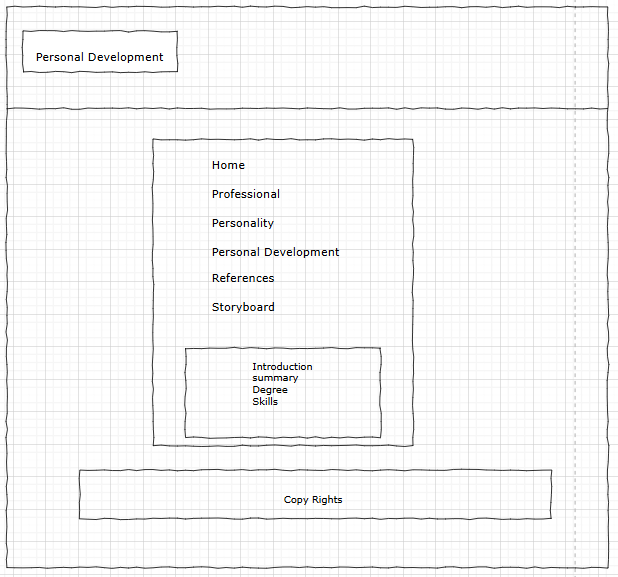 Personal Development
Home
Professional
Personality
Personal Development
References
Storyboard
Introduction
summary
Degree
Skills
Copy Rights